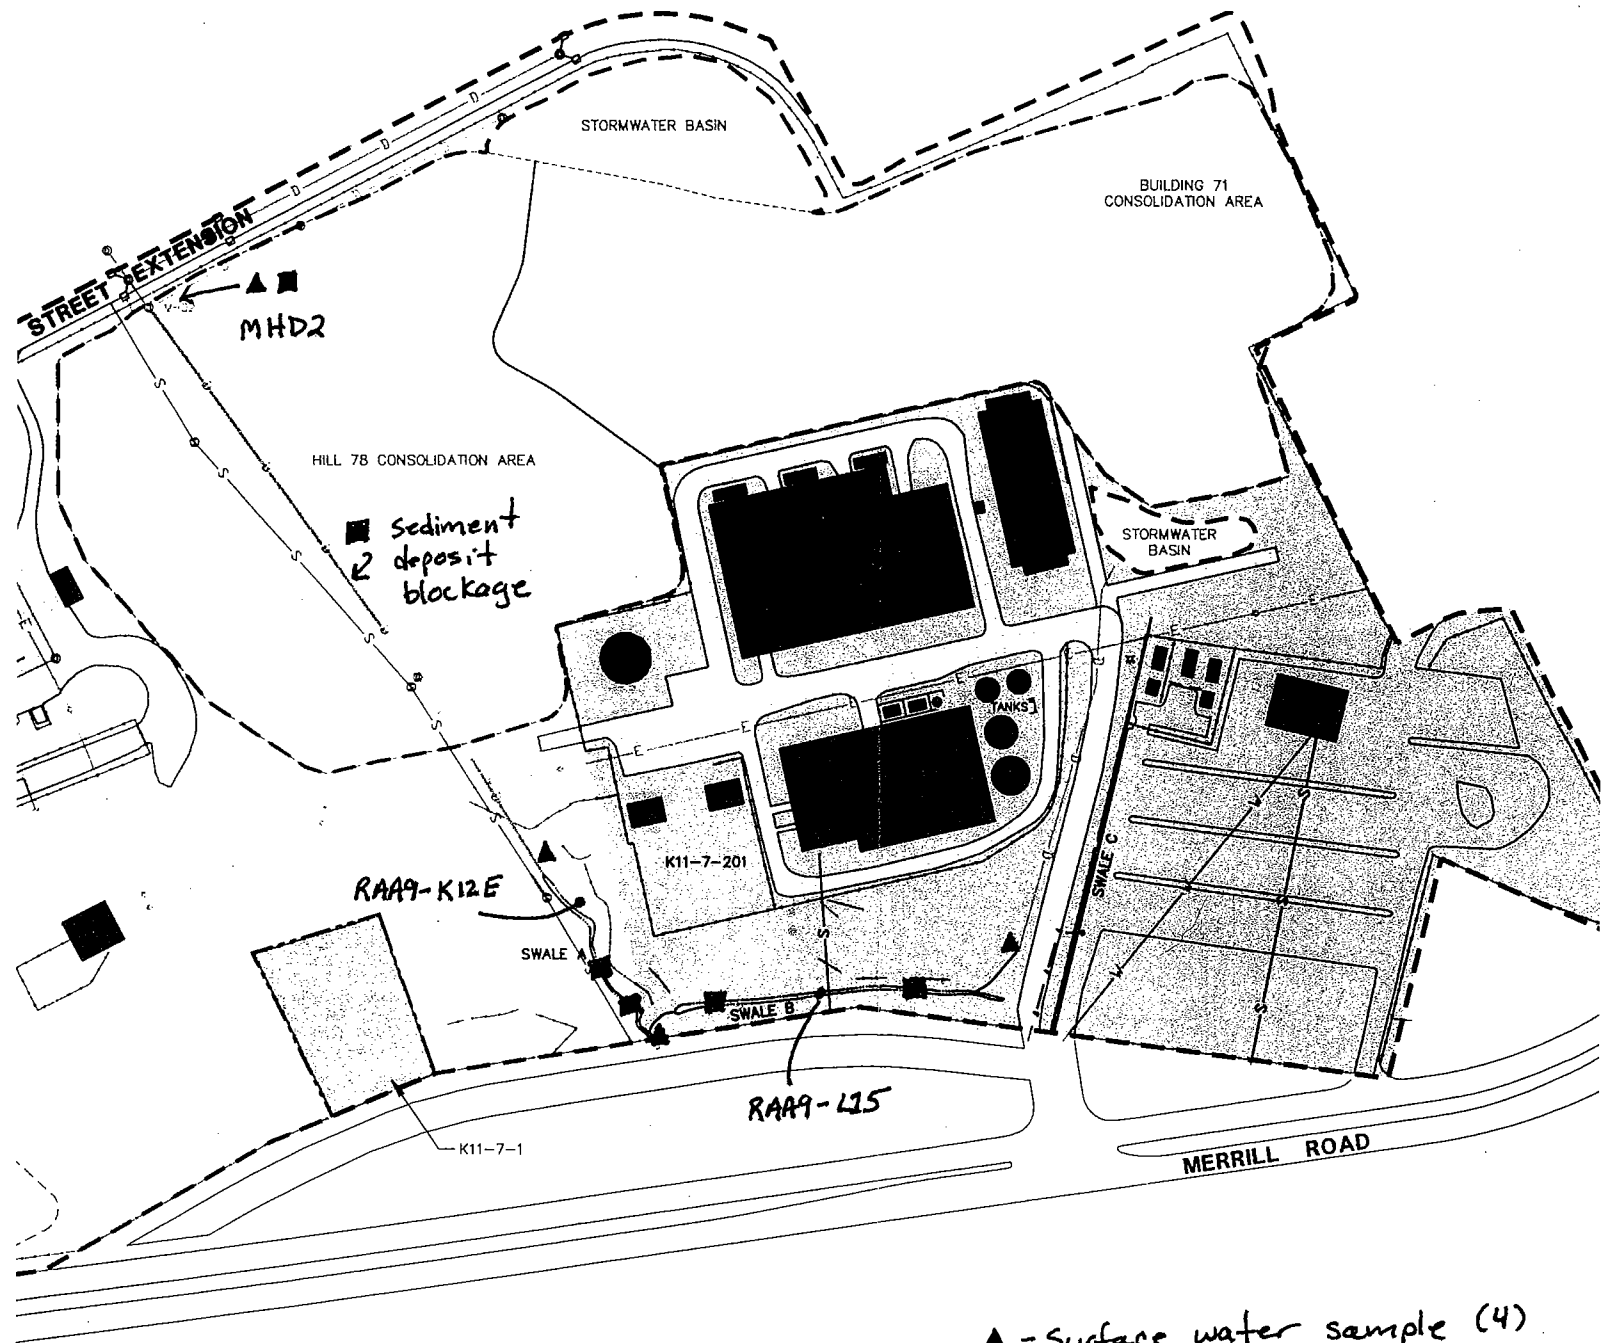 STORMWATER BASIN
BUILDING 71
CONSOLIDATION AREA
STREET EXTENSION
MHD2
HILL 78 CONSOLIDATION AREA
Sediment
deposit
blockage
STORMWATER
BASIN
TANKS
K11-7-201
SWALE C
RAA9-K12E
SWALE A
SWALE B
RAA9-L15
K11-7-1
MERRILL ROAD
▲ = Surface water sample (4)